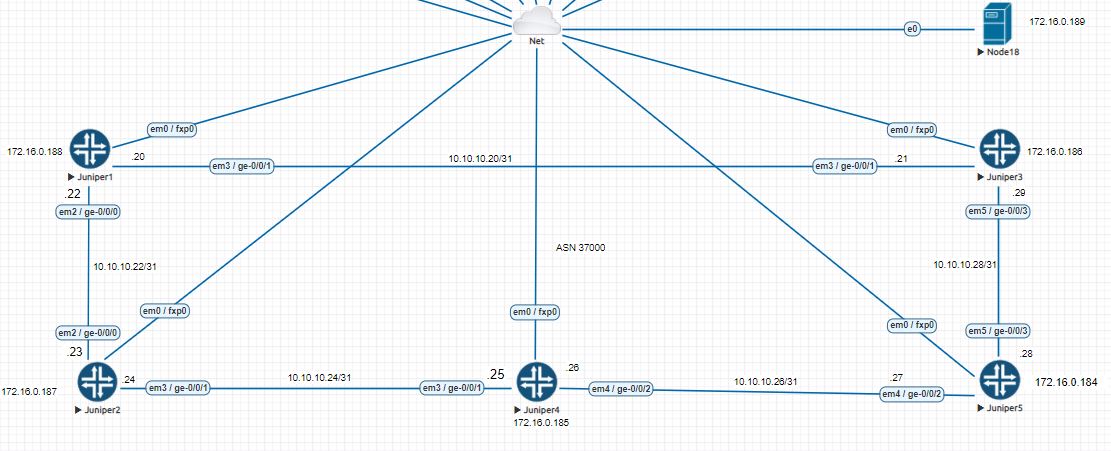 Net
e0
172.16.0.189
Node18
em0 / fxp0
em0 / fxp0
172.16.0.188
.20
em3 / ge-0/0/1
10.10.10.20/31
em3 / ge-0/0/1
.21
172.16.0.186
Juniper1
Juniper3
.22
.29
em2 / ge-0/0/0
em5 / ge-0/0/3
ASN 37000
10.10.10.22/31
10.10.10.28/31
em0 / fxp0
em0 / fxp0
em0 / fxp0
em2 / ge-0/0/0
em5 / ge-0/0/3
.23
.28
172.16.0.187
.24
em3 / ge-0/0/1
10.10.10.24/31
em3 / ge-0/0/1
.25
.26
em4 / ge-0/0/2
10.10.10.26/31
.27
em4 / ge-0/0/2
172.16.0.184
Juniper2
Juniper4
Juniper5
172.16.0.185